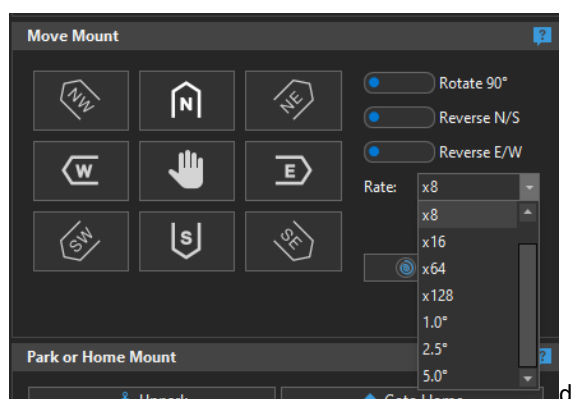 Move Mount
?
NW
N
NE
Rotate 90°
Reverse N/S
W
E
Reverse E/W
Rate: x8
x8
SW
S
SE
x16
x64
x128
1.0°
2.5°
Park or Home Mount
?
5.0°
d